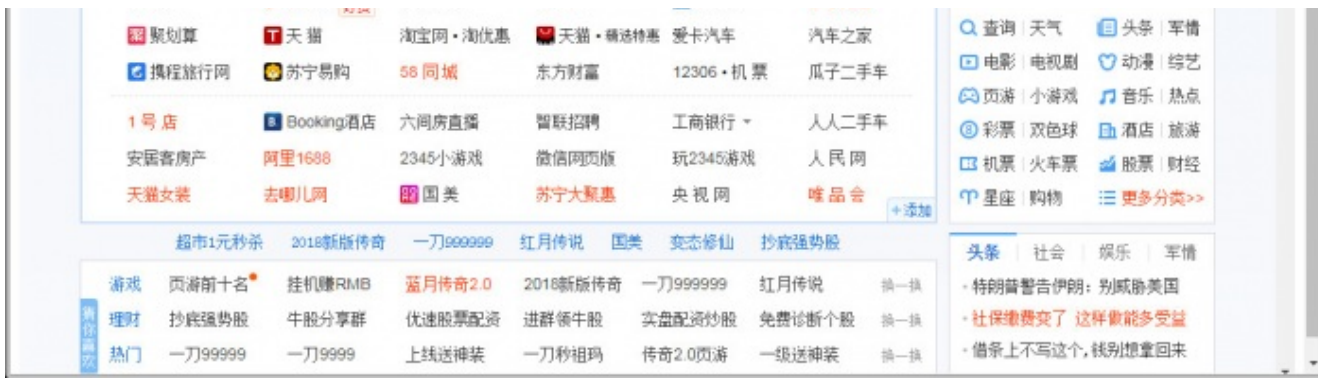 聚划算 天猫 淘宝网·淘优惠 天猫·精选特惠 爱卡汽车 汽车之家
携程旅行网 苏宁易购 58同城 东方财富 12306·机票 瓜子二手车
1号店 B. Booking酒店 六间房直播 智联招聘 工商银行 人人二手车
安居客房产 阿里1688 2345小游戏 微信网页版 玩2345游戏 人民网
天猫女装 去哪儿网 国美 苏宁大聚惠 央视网 唯品会
+添加
超市1元秒杀 2018新版传奇 一刀999999 红月传说 国美 变态修仙 抄底强势股
猜你喜欢
游戏 页游前十名 挂机赚RMB 蓝月传奇2.0 2018新版传奇 一刀999999 红月传说 换一换
理财 抄底强势股 牛股分享群 优速股票配资 进群领牛股 实盘配资炒股 免费诊断个股 换一换
热门 一刀99999 一刀9999 上线送神装 一刀秒祖玛 传奇2.0页游 一级送神装 换一换
查询 天气 头条 军情
电影 电视剧 动漫 综艺
页游 小游戏 音乐 热点
彩票 双色球 酒店 旅游
机票 火车票 股票 财经
星座 购物 更多分类>>
头条 社会 娱乐 军情
·特朗普警告伊朗：别威胁美国
·社保缴费变了 这样做能多受益
·借条上不写这个,钱别想拿回来